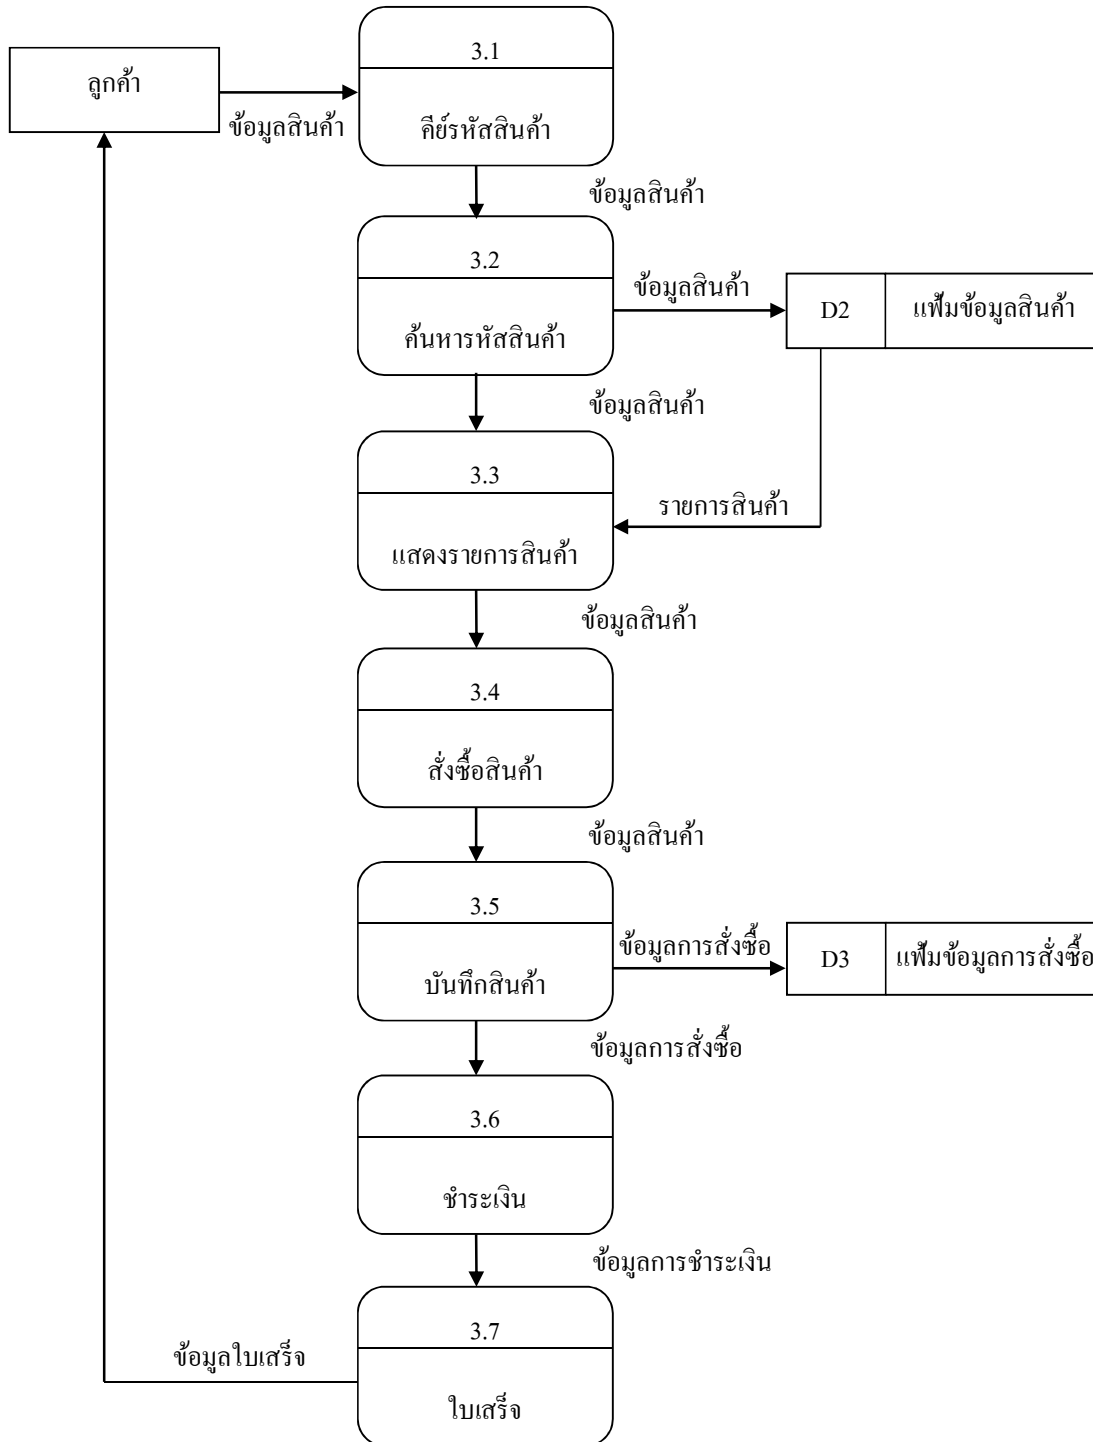 3.1
ลูกค้า
ข้อมูลสินค้า
คีย์รหัสสินค้า
ข้อมูลสินค้า
3.2
ข้อมูลสินค้า
D2
แฟ้มข้อมูลสินค้า
ค้นหารหัสสินค้า
ข้อมูลสินค้า
3.3
รายการสินค้า
แสดงรายการสินค้า
ข้อมูลสินค้า
3.4
สั่งซื้อสินค้า
ข้อมูลสินค้า
3.5
ข้อมูลการสั่งซื้อ
D3
แฟ้มข้อมูลการสั่งซื้อ
บันทึกสินค้า
ข้อมูลการสั่งซื้อ
3.6
ชำระเงิน
ข้อมูลการชำระเงิน
3.7
ข้อมูลใบเสร็จ
ใบเสร็จ